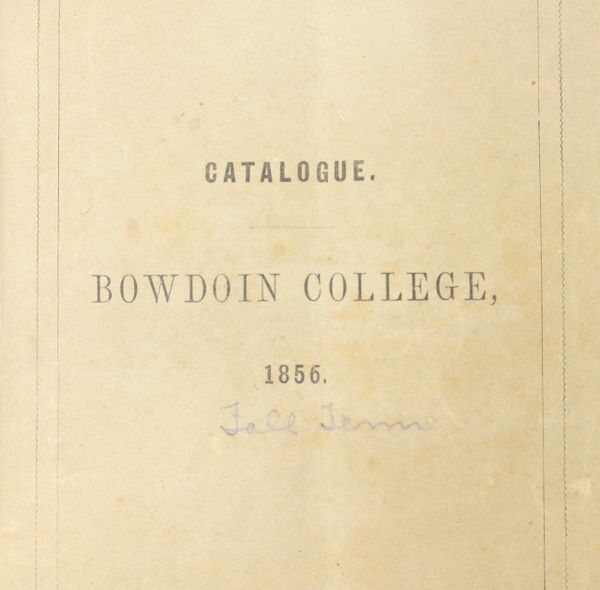 CATALOGUE.
BOWDOIN COLLEGE,
1856.
Fall Term